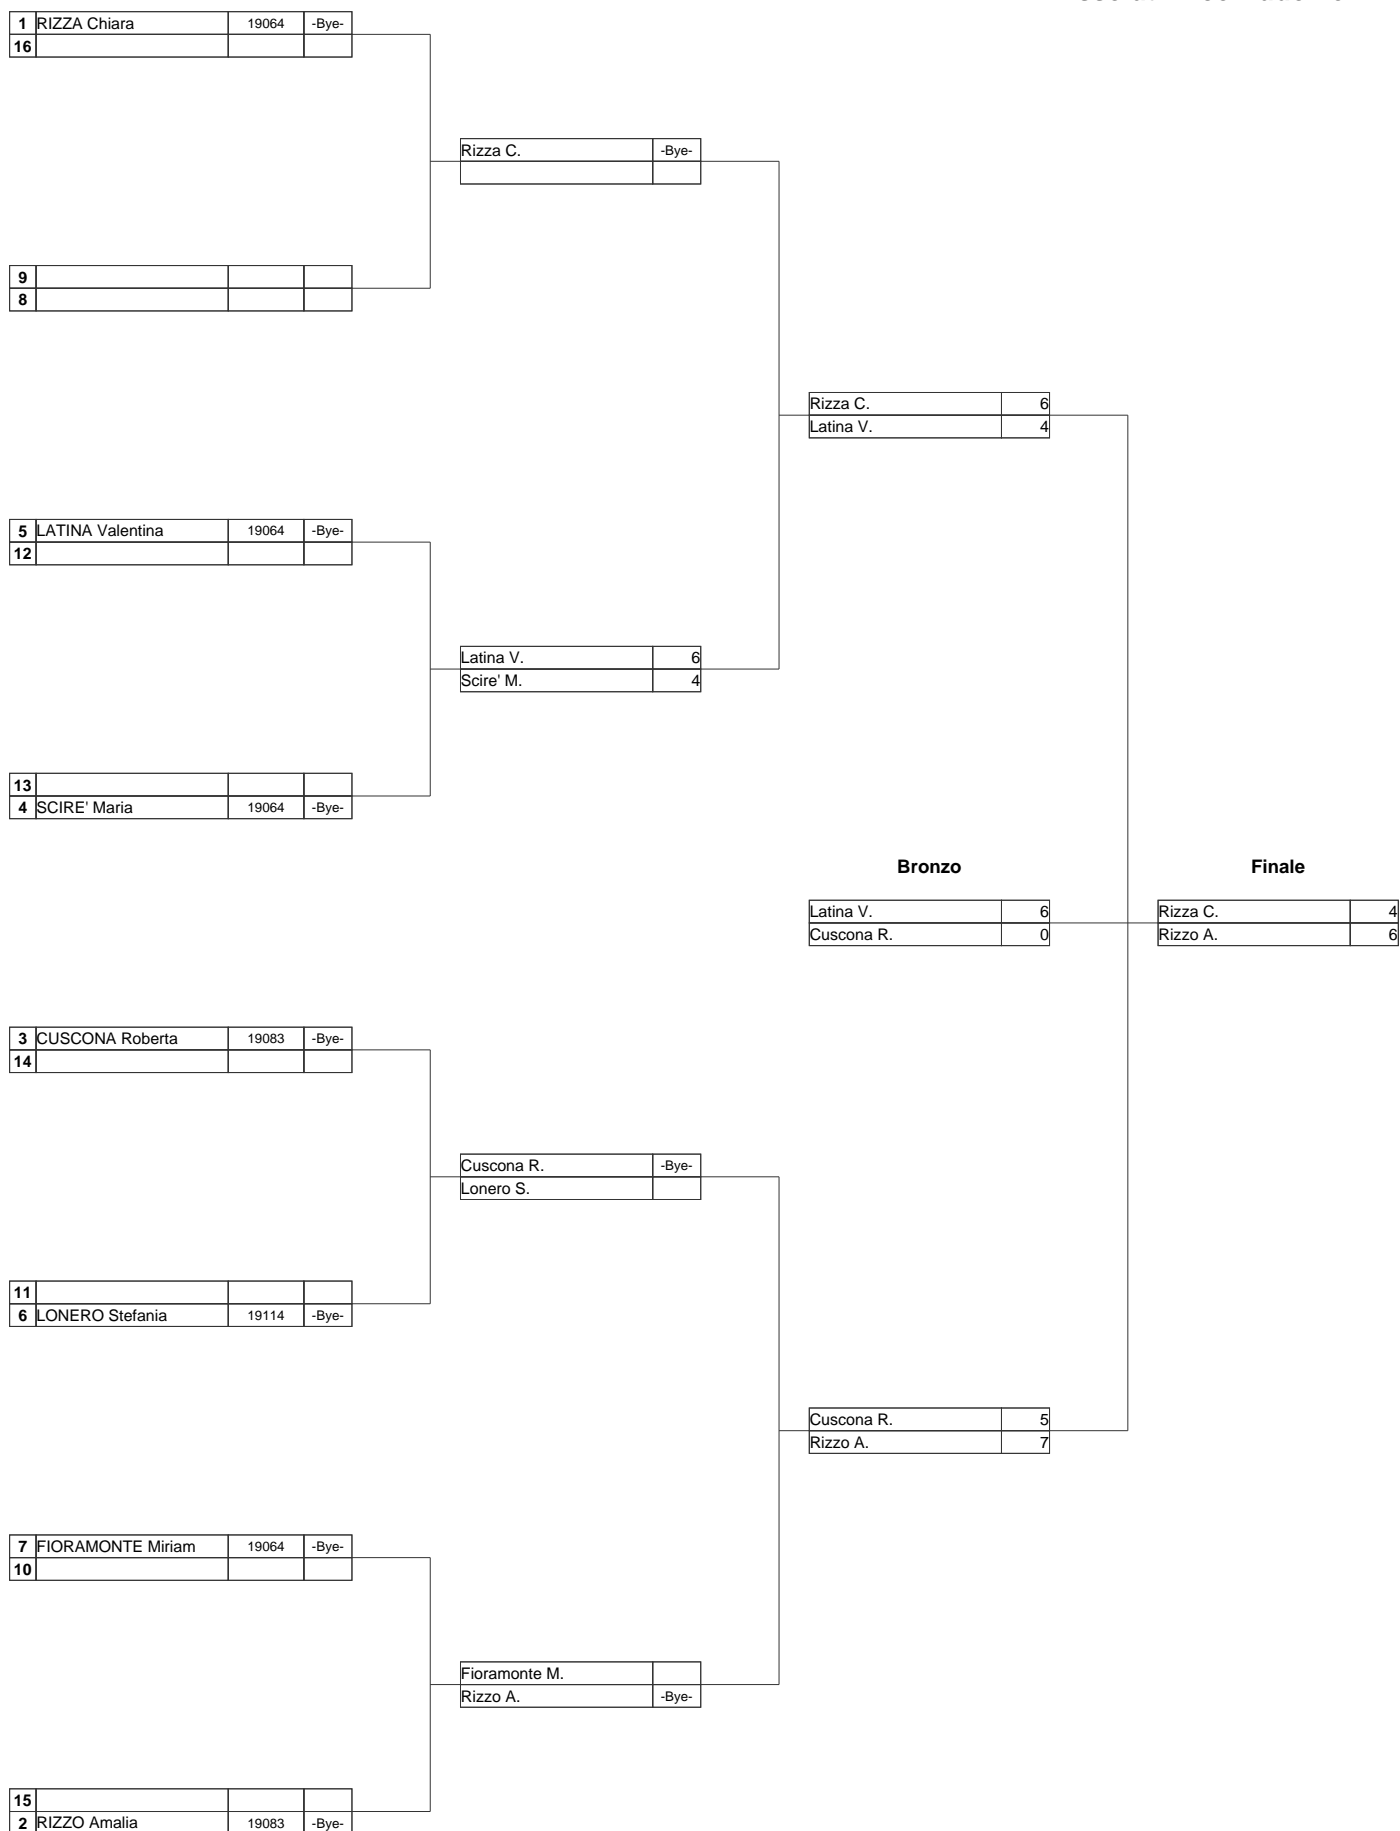 1 RIZZA Chiara 19064 -Bye-
16
Rizza C. -Bye-
9
8
Rizza C. 6
Latina V. 4
5 LATINA Valentina 19064 -Bye-
12
Latina V. 6
Scire' M. 4
13
4 SCIRE' Maria 19064 -Bye-
Bronzo
Finale
Latina V. 6
Cuscona R. 0
Rizza C. 4
Rizzo A. 6
3 CUSCONA Roberta 19083 -Bye-
14
Cuscona R. -Bye-
Lonero S.
11
6 LONERO Stefania 19114 -Bye-
Cuscona R. 5
Rizzo A. 7
7 FIORAMONTE Miriam 19064 -Bye-
10
Fioramonte M.
Rizzo A. -Bye-
15
2 RIZZO Amalia 19083 -Bye-